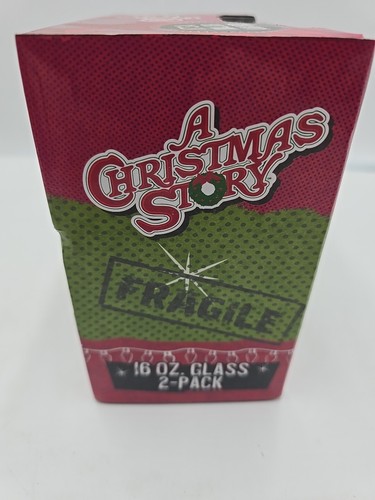 A
CHRISTMAS
STORY
FRAGILE
16 OZ. GLASS
2-PACK